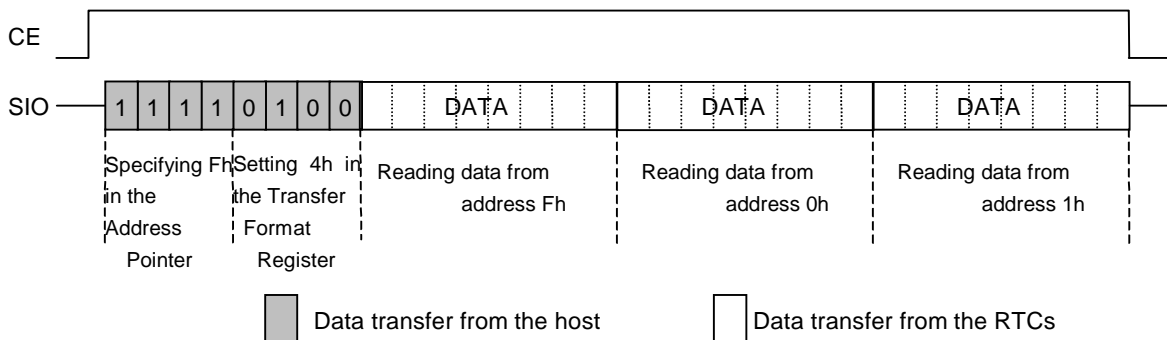 CE
SIO 1 1 1 1 0 1 0 0 DATA DATA DATA
Specifying Fh
in the
Address
Pointer
Setting 4h in
the Transfer
Format
Register
Reading data from
address Fh
Reading data from
address 0h
Reading data from
address 1h
Data transfer from the host
Data transfer from the RTCs